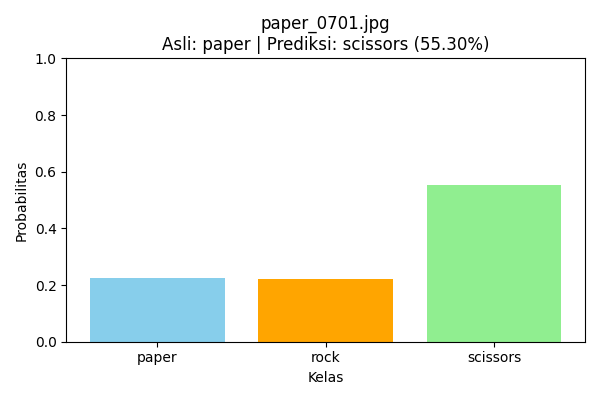 paper_0701.jpg
Asli: paper | Prediksi: scissors (55.30%)
1.0
0.8
0.6
0.4
0.2
0.0
Probabilitas
paper rock scissors
Kelas